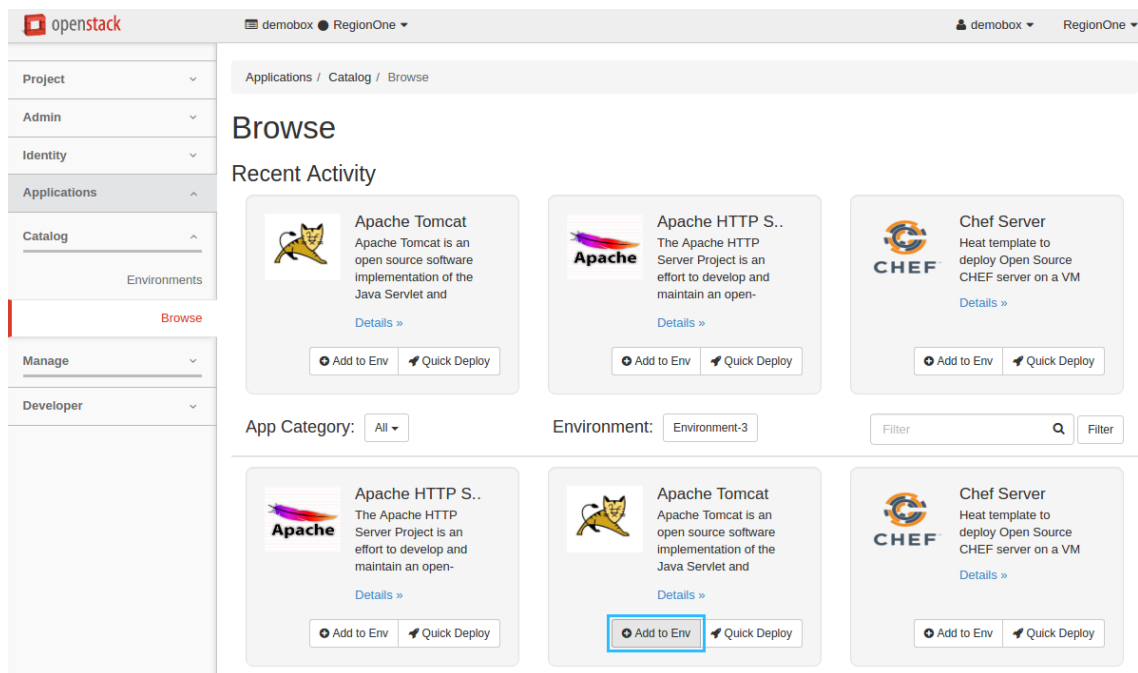 openstack
demobox RegionOne
demobox RegionOne
Project
Admin
Identity
Applications
Catalog
Environments
Browse
Manage
Developer
Applications / Catalog / Browse
Browse
Recent Activity
Apache Tomcat
Apache Tomcat is an
open source software
implementation of the
Java Servlet and
Details »
Add to Env Quick Deploy
Apache
Apache HTTP S..
The Apache HTTP
Server Project is an
effort to develop and
maintain an open-
Details »
Add to Env Quick Deploy
CHEF
Chef Server
Heat template to
deploy Open Source
CHEF server on a VM
Details »
Add to Env Quick Deploy
App Category: All
Environment: Environment-3
Filter Filter
Apache
Apache HTTP S..
The Apache HTTP
Server Project is an
effort to develop and
maintain an open-
Details »
Add to Env Quick Deploy
Apache Tomcat
Apache Tomcat is an
open source software
implementation of the
Java Servlet and
Details »
Add to Env Quick Deploy
CHEF
Chef Server
Heat template to
deploy Open Source
CHEF server on a VM
Details »
Add to Env Quick Deploy